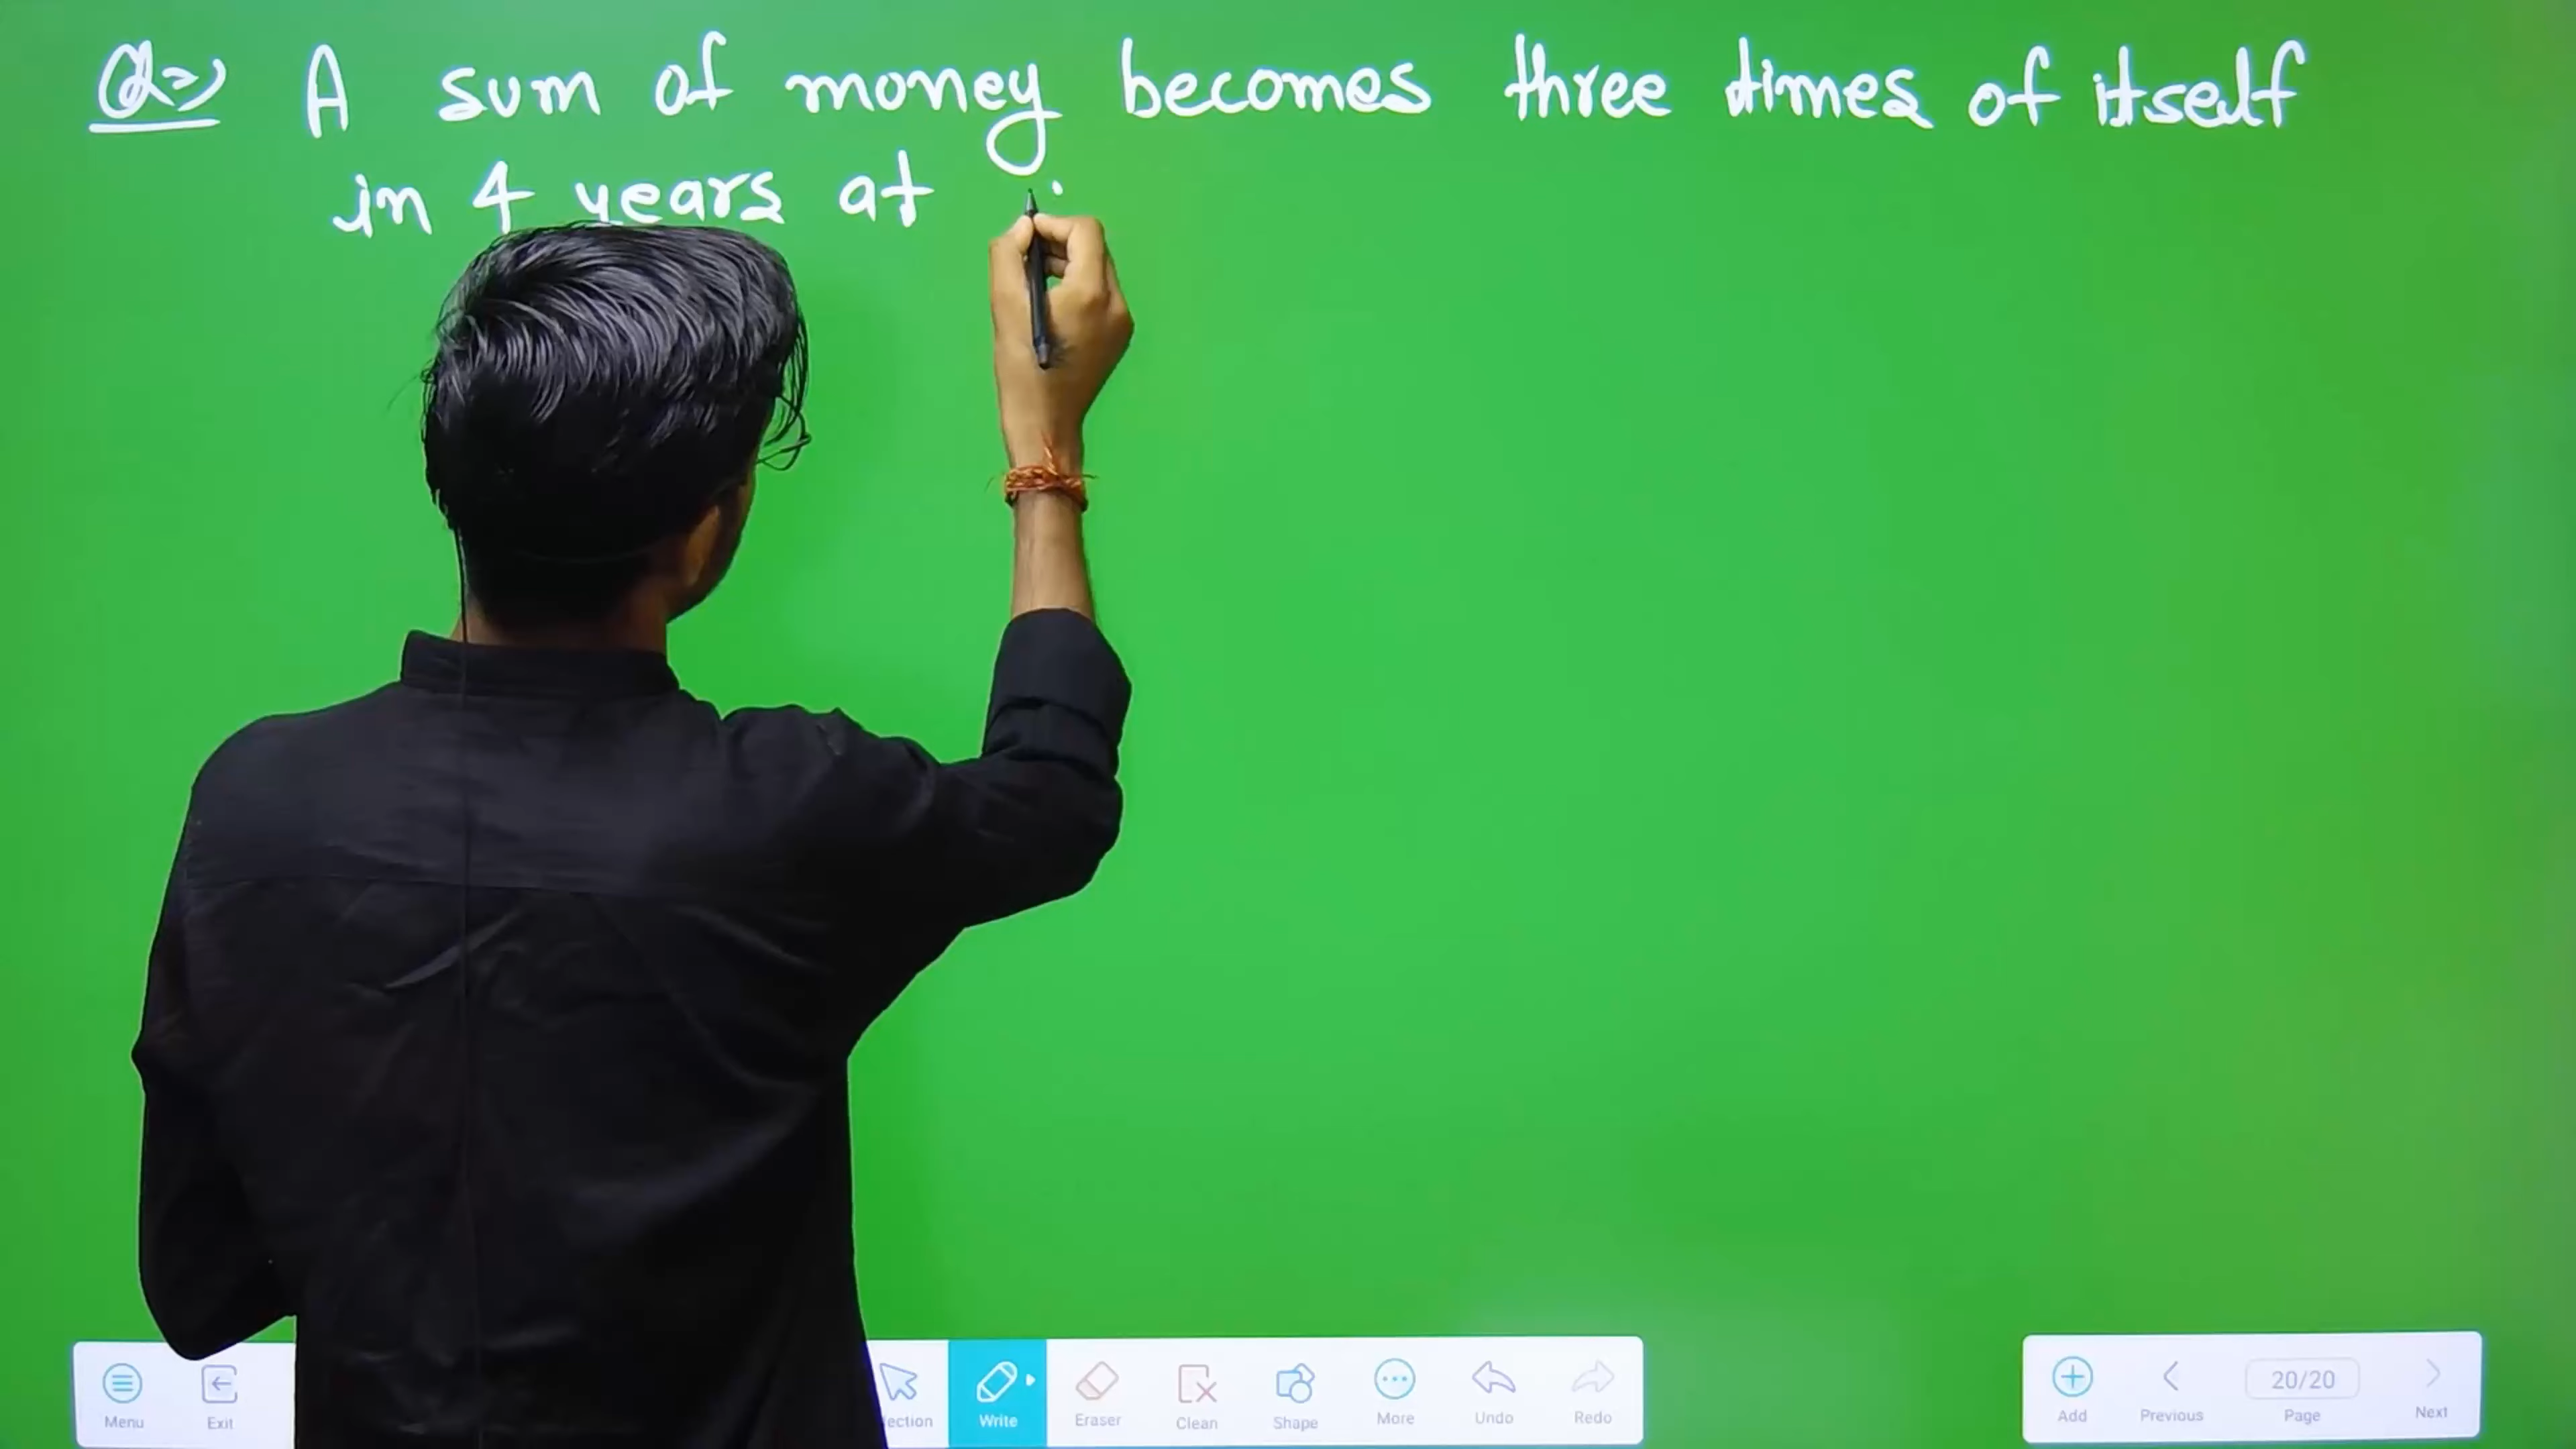 Q=> A sum of money becomes three times of itself
in 4 years at
Menu Exit Write Eraser Clean Shape More Undo Redo
20/20
Add Previous Page Next